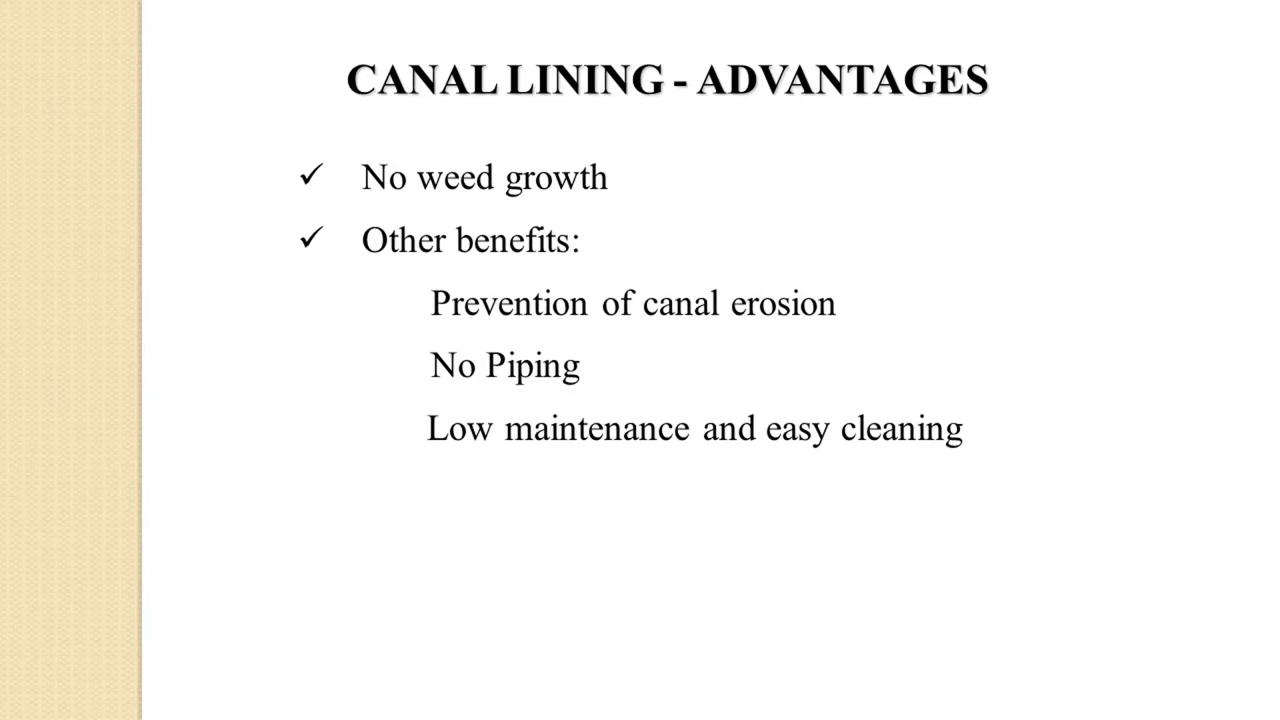 CANAL LINING - ADVANTAGES
✓ No weed growth
✓ Other benefits:
Prevention of canal erosion
No Piping
Low maintenance and easy cleaning